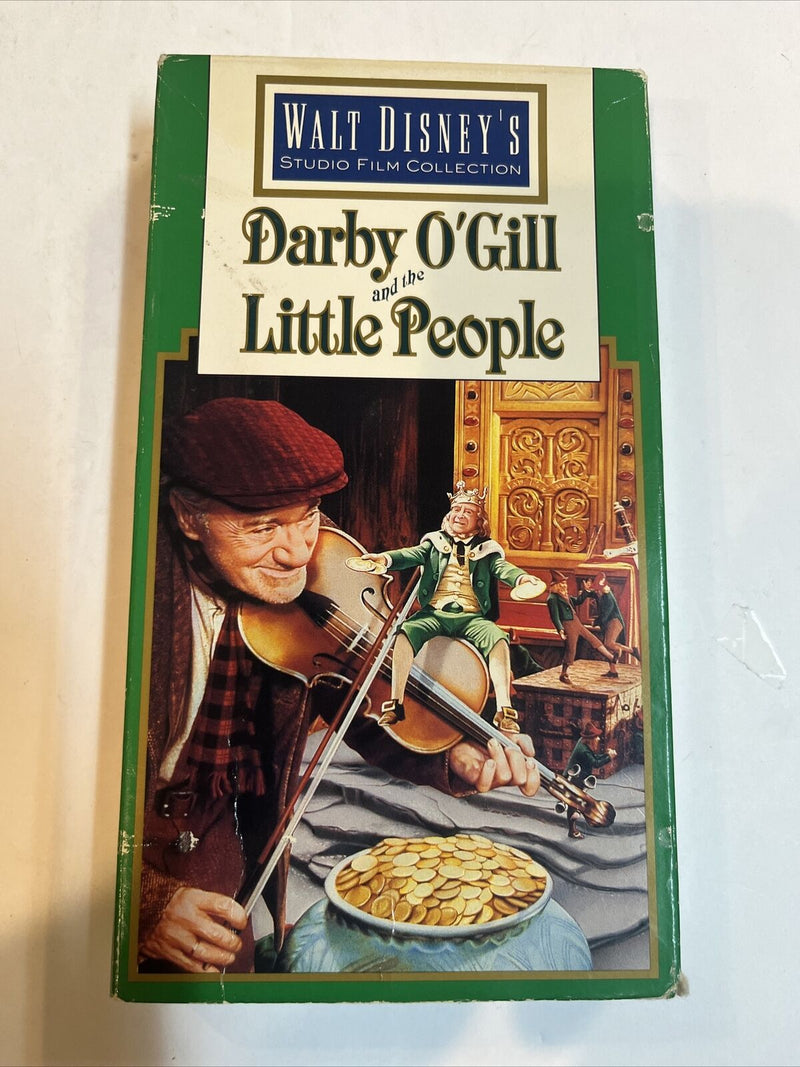 WALT DISNEY'S
STUDIO FILM COLLECTION
Darby O'Gill
and the
Little People